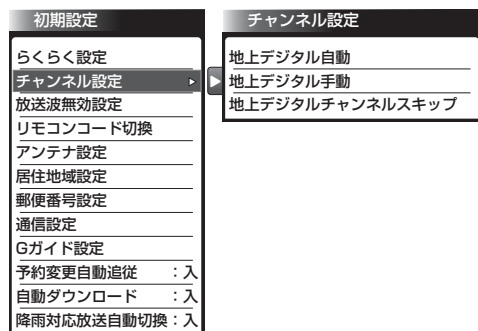 初期設定
らくらく設定
チャンネル設定
放送波無効設定
リモコンコード切換
アンテナ設定
居住地域設定
郵便番号設定
通信設定
Gガイド設定
予約変更自動追従 :入
自動ダウンロード :入
降雨対応放送自動切換:入
チャンネル設定
地上デジタル自動
地上デジタル手動
地上デジタルチャンネルスキップ